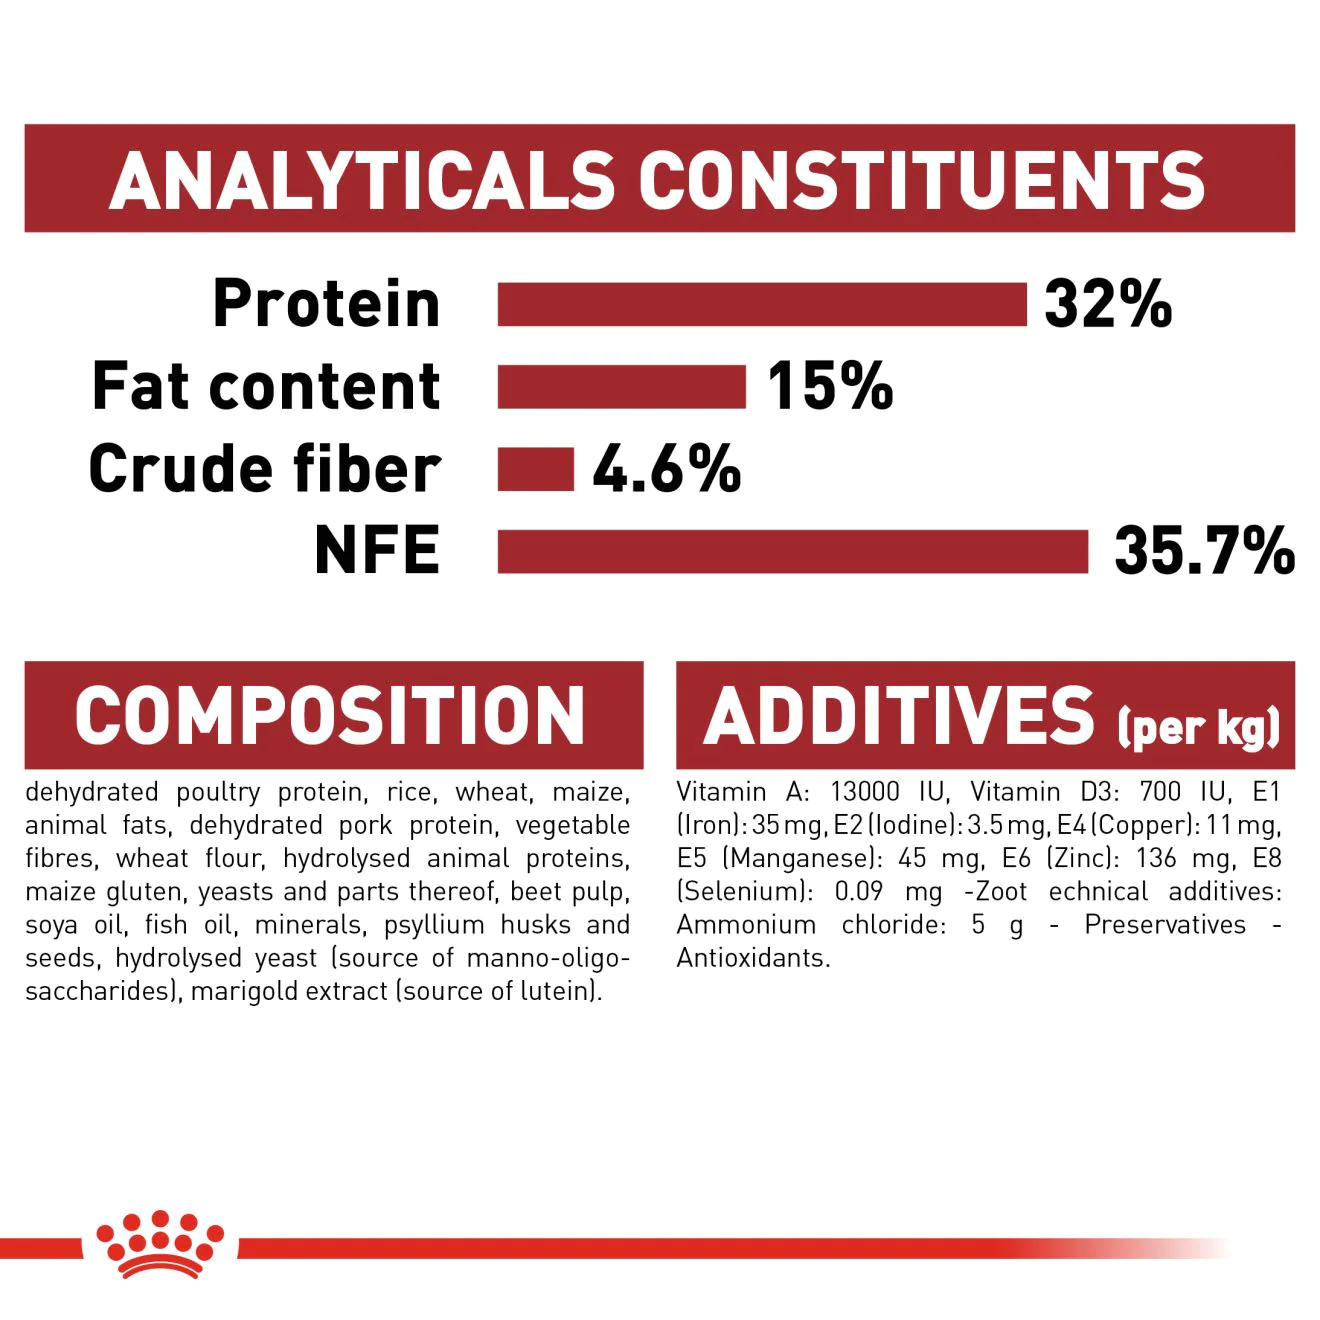 ANALYTICALS CONSTITUENTS
Protein 32%
Fat content 15%
Crude fiber 4.6%
NFE 35.7%
COMPOSITION
dehydrated poultry protein, rice, wheat, maize,
animal fats, dehydrated pork protein, vegetable
fibres, wheat flour, hydrolysed animal proteins,
maize gluten, yeasts and parts thereof, beet pulp,
soya oil, fish oil, minerals, psyllium husks and
seeds, hydrolysed yeast (source of manno-oligo-
saccharides), marigold extract (source of lutein).
ADDITIVES (per kg)
Vitamin A: 13000 IU, Vitamin D3: 700 IU, E1
(Iron): 35 mg, E2 (Iodine): 3.5 mg, E4 (Copper): 11 mg,
E5 (Manganese): 45 mg, E6 (Zinc): 136 mg, E8
(Selenium): 0.09 mg -Zoot echnical additives:
Ammonium chloride: 5 g - Preservatives -
Antioxidants.